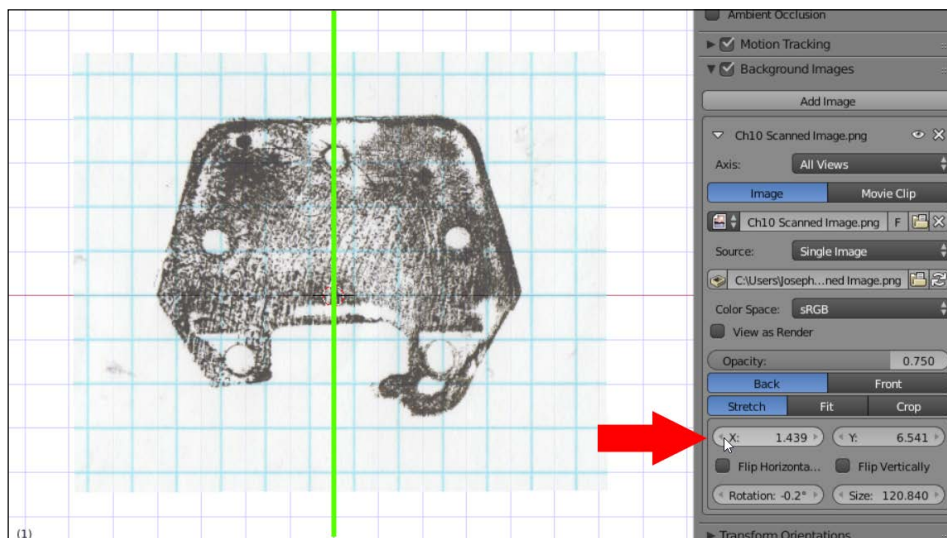 Ambient Occlusion
Motion Tracking
Background Images
Add Image
Ch10 Scanned Image.png
Axis: All Views
Image Movie Clip
Ch10 Scanned Image.png F
Source: Single Image
C:\Users\Joseph...ned Image.png
Color Space: sRGB
View as Render
Opacity: 0.750
Back Front
Stretch Fit Crop
X: 1.439 Y: 6.541
Flip Horizonta... Flip Vertically
Rotation: -0.2° Size: 120.840
Transform Orientations
(1)